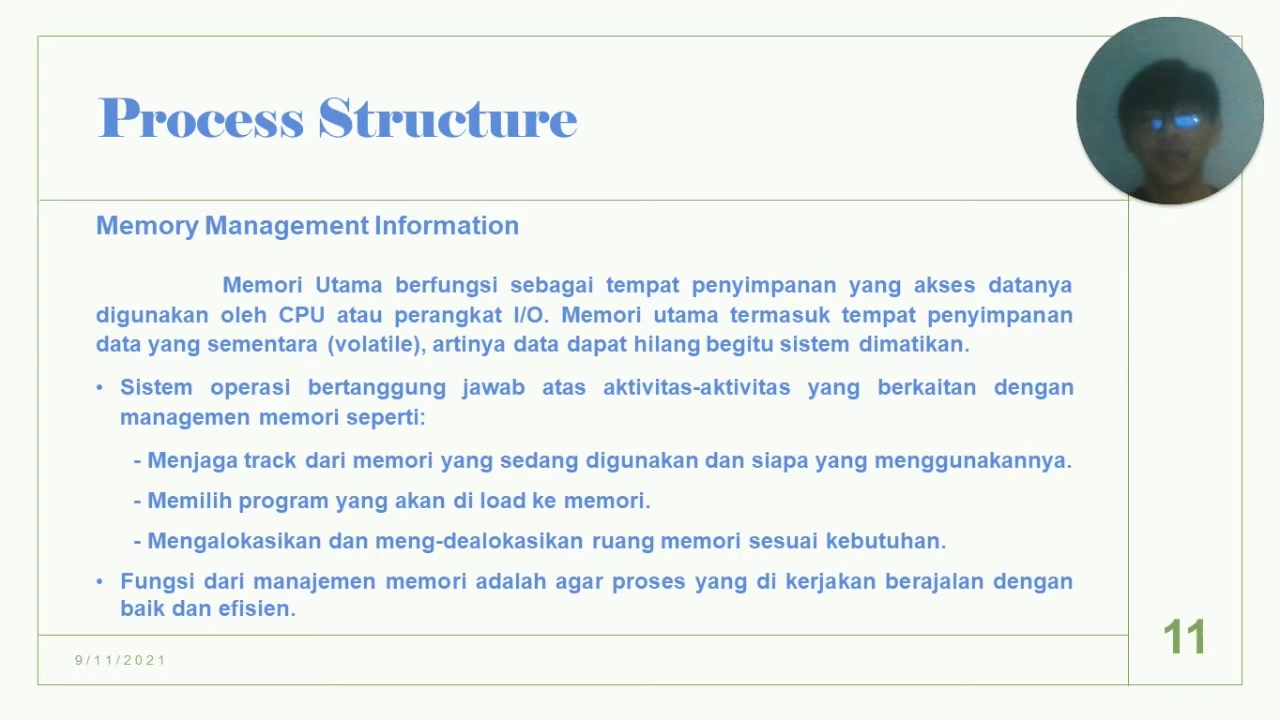 Process Structure
Memory Management Information
Memori Utama berfungsi sebagai tempat penyimpanan yang akses datanya
digunakan oleh CPU atau perangkat I/O. Memori utama termasuk tempat penyimpanan
data yang sementara (volatile), artinya data dapat hilang begitu sistem dimatikan.
• Sistem operasi bertanggung jawab atas aktivitas-aktivitas yang berkaitan dengan
managemen memori seperti:
- Menjaga track dari memori yang sedang digunakan dan siapa yang menggunakannya.
- Memilih program yang akan di load ke memori.
- Mengalokasikan dan meng-dealokasikan ruang memori sesuai kebutuhan.
• Fungsi dari manajemen memori adalah agar proses yang di kerjakan berajalan dengan
baik dan efisien.
9/11/2021
11